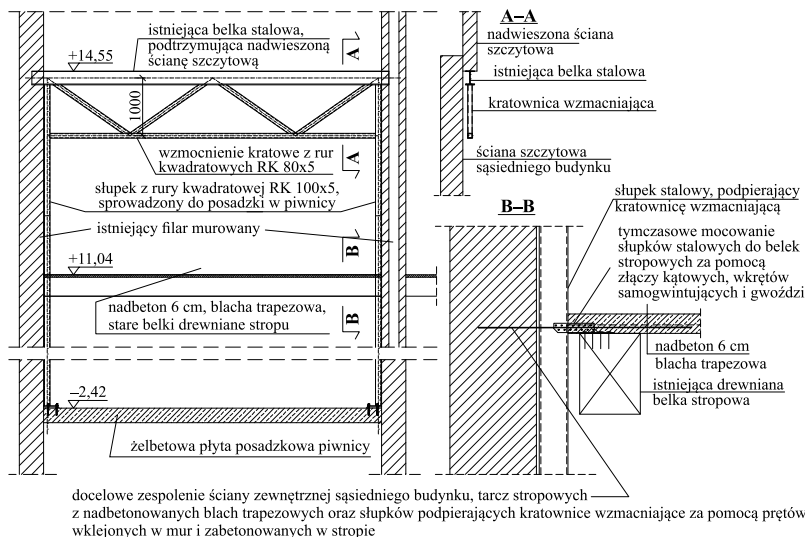 istniejąca belka stalowa,
podtrzymująca nadwieszoną
ścianę szczytową
A
+14,55
1000
wzmocnienie kratowe z rur
kwadratowych RK 80x5
A
słupek z rury kwadratowej RK 100x5,
sprowadzony do posadzki w piwnicy
istniejący filar murowany
B
+11,04
nadbeton 6 cm, blacha trapezowa,
stare belki drewniane stropu
B
–2,42
żelbetowa płyta posadzkowa piwnicy
A–A
nadwieszona ściana
szczytowa
istniejąca belka stalowa
kratownica wzmacniająca
ściana szczytowa
sąsiedniego budynku
B–B
słupek stalowy, podpierający
kratownicę wzmacniającą
tymczasowe mocowanie
słupków stalowych do belek
stropowych za pomocą
złączy kątowych, wkrętów
samogwintujących i gwoździ
nadbeton 6 cm
blacha trapezowa
istniejąca drewniana
belka stropowa
docelowe zespolenie ściany zewnętrznej sąsiedniego budynku, tarcz stropowych
z nadbetonowanych blach trapezowych oraz słupków podpierających kratownice wzmacniające za pomocą prętów
wklejonych w mur i zabetonowanych w stropie